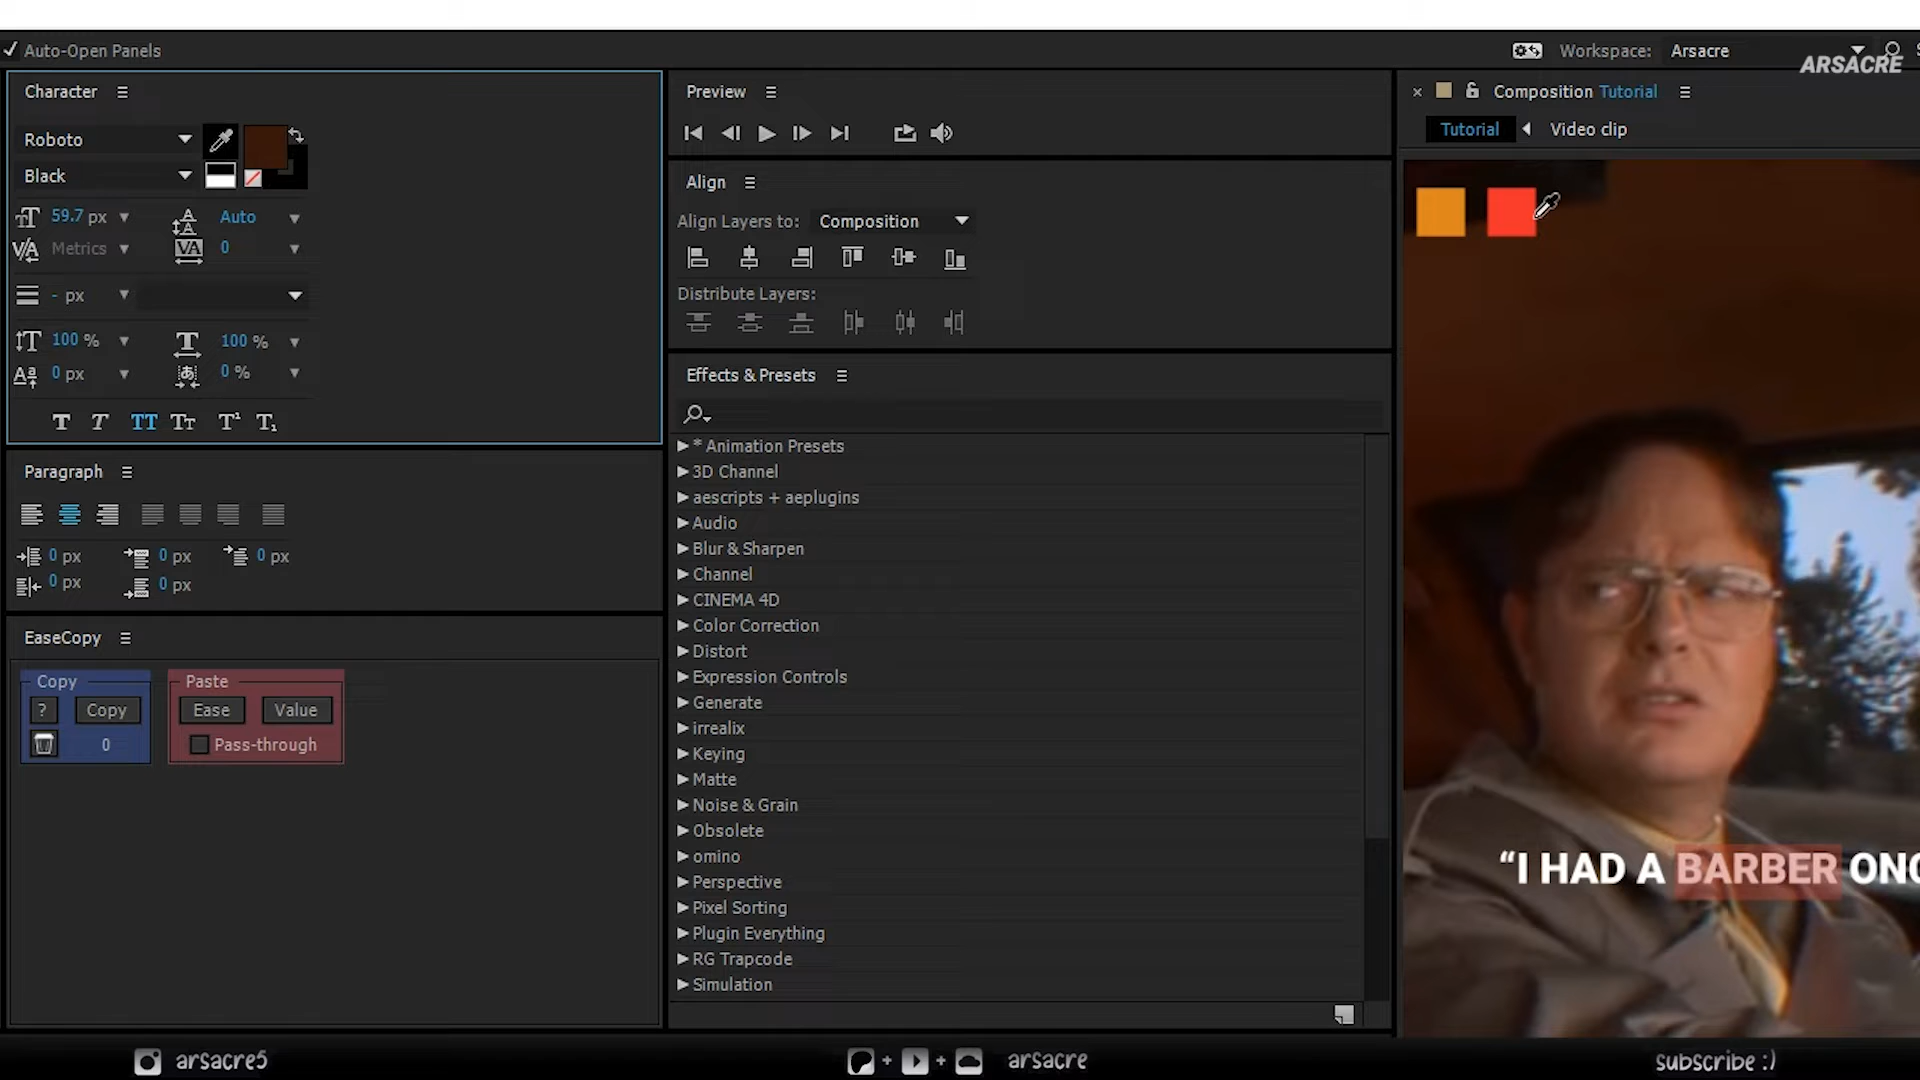 Auto-Open Panels
Workspace: Arsacre
ARSACRE
Character
Roboto
Black
59.7 px
Auto
Metrics
0
- px
100 %
100 %
0 px
0 %
Paragraph
0 px
0 px
0 px
0 px
0 px
EaseCopy
Copy
? Copy
0
Paste
Ease Value
Pass-through
Preview
Align
Align Layers to: Composition
Distribute Layers:
Effects & Presets
* Animation Presets
3D Channel
aescripts + aeplugins
Audio
Blur & Sharpen
Channel
CINEMA 4D
Color Correction
Distort
Expression Controls
Generate
irrealix
Keying
Matte
Noise & Grain
Obsolete
omino
Perspective
Pixel Sorting
Plugin Everything
RG Trapcode
Simulation
Composition Tutorial
Tutorial Video clip
“I HAD A BARBER ONC
arsacre5
+ + arsacre
subscribe :)